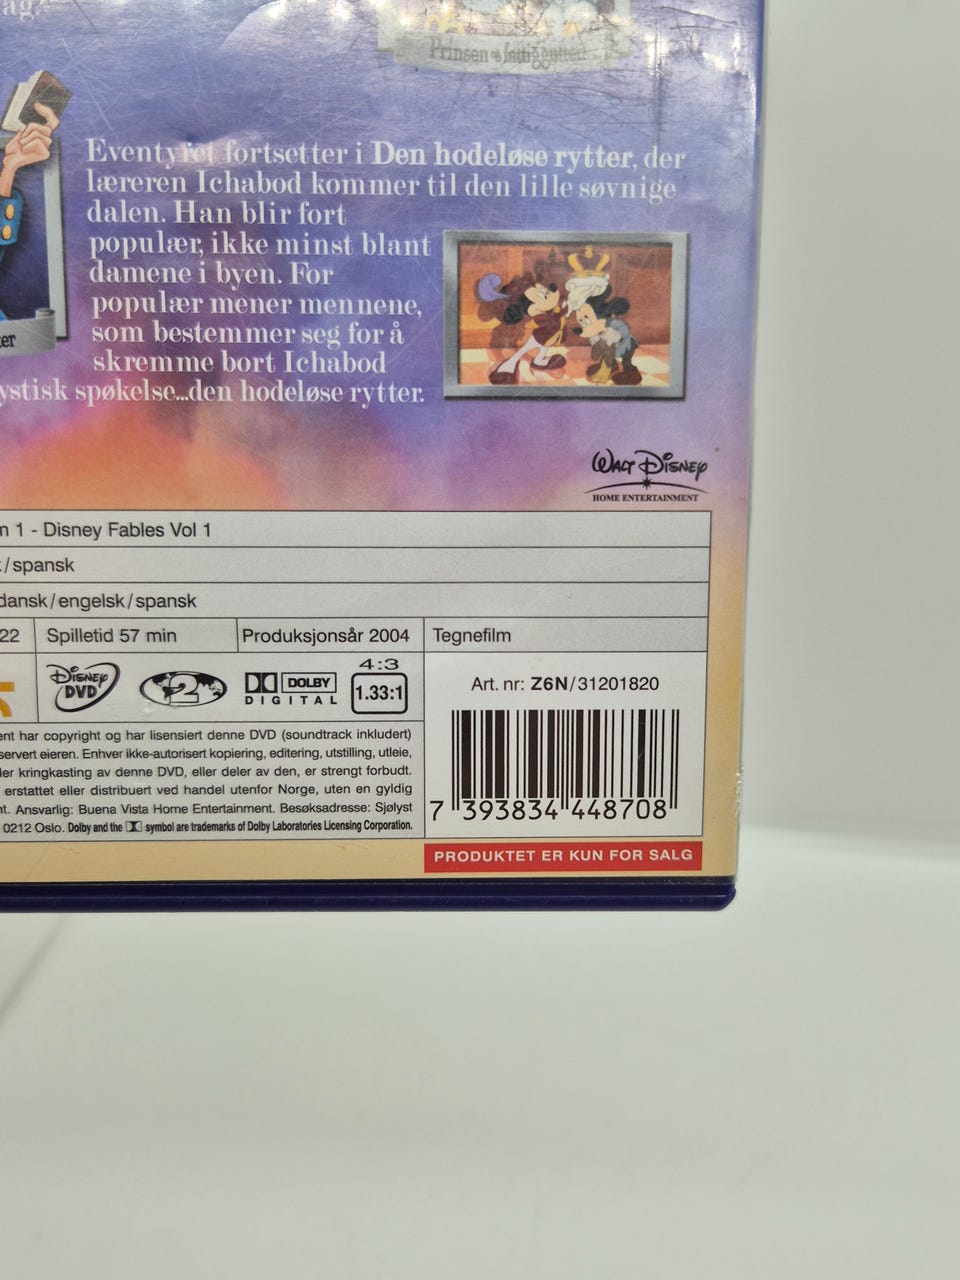 ag?
Prinsen og fattiggutten
Eventyret fortsetter i Den hodeløse rytter, der
læreren Ichabod kommer til den lille søvnige
dalen. Han blir fort
populær, ikke minst blant
damene i byen. For
populær mener mennene,
som bestemmer seg for å
skremme bort Ichabod
ystisk spøkelse...den hodeløse rytter.
ter
WALT DISNEY
HOME ENTERTAINMENT
m 1 - Disney Fables Vol 1
/spansk
dansk/engelsk/spansk
22 Spilletid 57 min Produksjonsår 2004 Tegnefilm
DISNEY DVD 2 DOLBY DIGITAL 4:3 1.33:1
Art. nr: Z6N/31201820
ent har copyright og har lisensiert denne DVD (soundtrack inkludert)
servert eieren. Enhver ikke-autorisert kopiering, editering, utstilling, utleie,
ler kringkasting av denne DVD, eller deler av den, er strengt forbudt.
erstattet eller distribuert ved handel utenfor Norge, uten en gyldig
nt. Ansvarlig: Buena Vista Home Entertainment. Besøksadresse: Sjølyst
0212 Oslo. Dolby and the symbol are trademarks of Dolby Laboratories Licensing Corporation.
7 393834 448708
PRODUKTET ER KUN FOR SALG